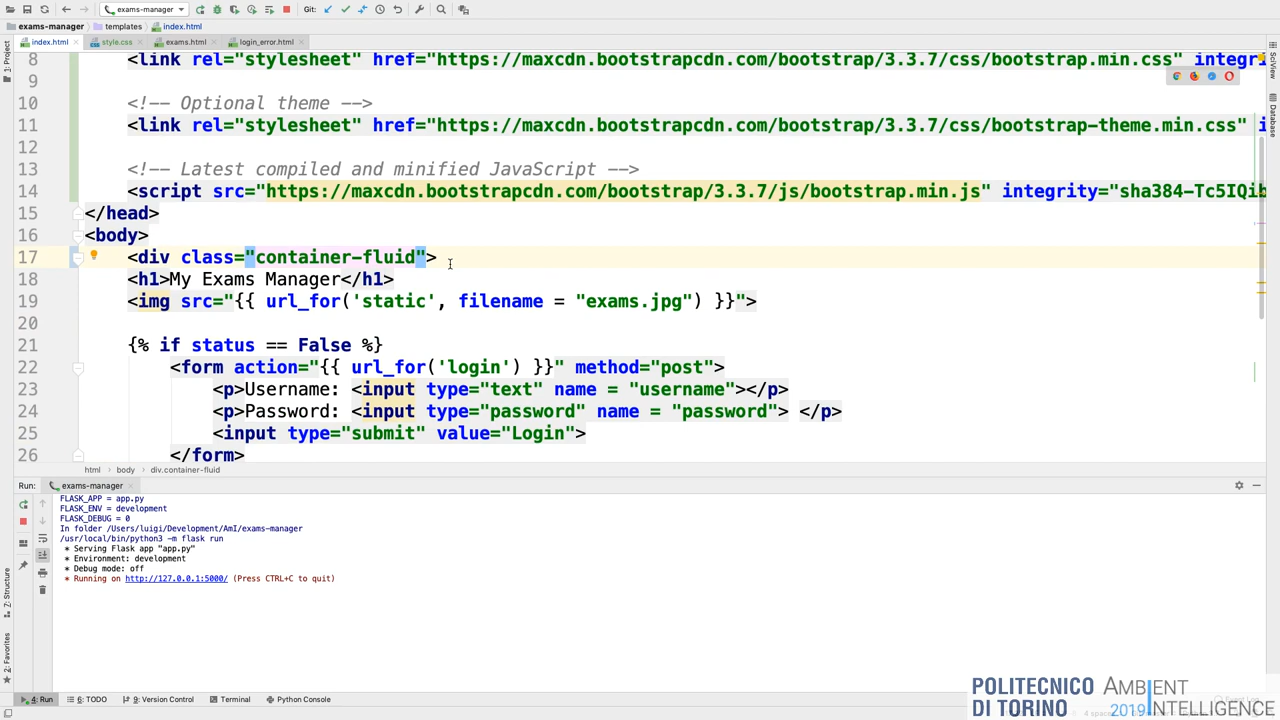 exams-manager
Git:
exams-manager templates index.html
index.html style.css exams.html login_error.html
1: Project
SciView
Database
8 <link rel="stylesheet" href="https://maxcdn.bootstrapcdn.com/bootstrap/3.3.7/css/bootstrap.min.css" integri
9
10 <!-- Optional theme -->
11 <link rel="stylesheet" href="https://maxcdn.bootstrapcdn.com/bootstrap/3.3.7/css/bootstrap-theme.min.css" i
12
13 <!-- Latest compiled and minified JavaScript -->
14 <script src="https://maxcdn.bootstrapcdn.com/bootstrap/3.3.7/js/bootstrap.min.js" integrity="sha384-Tc5IQib
15 </head>
16 <body>
17 <div class="container-fluid">
18 <h1>My Exams Manager</h1>
19 <img src="{{ url_for('static', filename = "exams.jpg") }}">
20
21 {% if status == False %}
22 <form action="{{ url_for('login') }}" method="post">
23 <p>Username: <input type="text" name = "username"></p>
24 <p>Password: <input type="password" name = "password"> </p>
25 <input type="submit" value="Login">
26 </form>
html body div.container-fluid
Run: exams-manager
FLASK_APP = app.py
FLASK_ENV = development
FLASK_DEBUG = 0
In folder /Users/luigi/Development/AmI/exams-manager
/usr/local/bin/python3 -m flask run
* Serving Flask app "app.py"
* Environment: development
* Debug mode: off
* Running on http://127.0.0.1:5000/ (Press CTRL+C to quit)
7: Structure
2: Favorites
4: Run 6: TODO 9: Version Control Terminal Python Console
POLITECNICO
DI TORINO
AMBIENT
2019 INTELLIGENCE